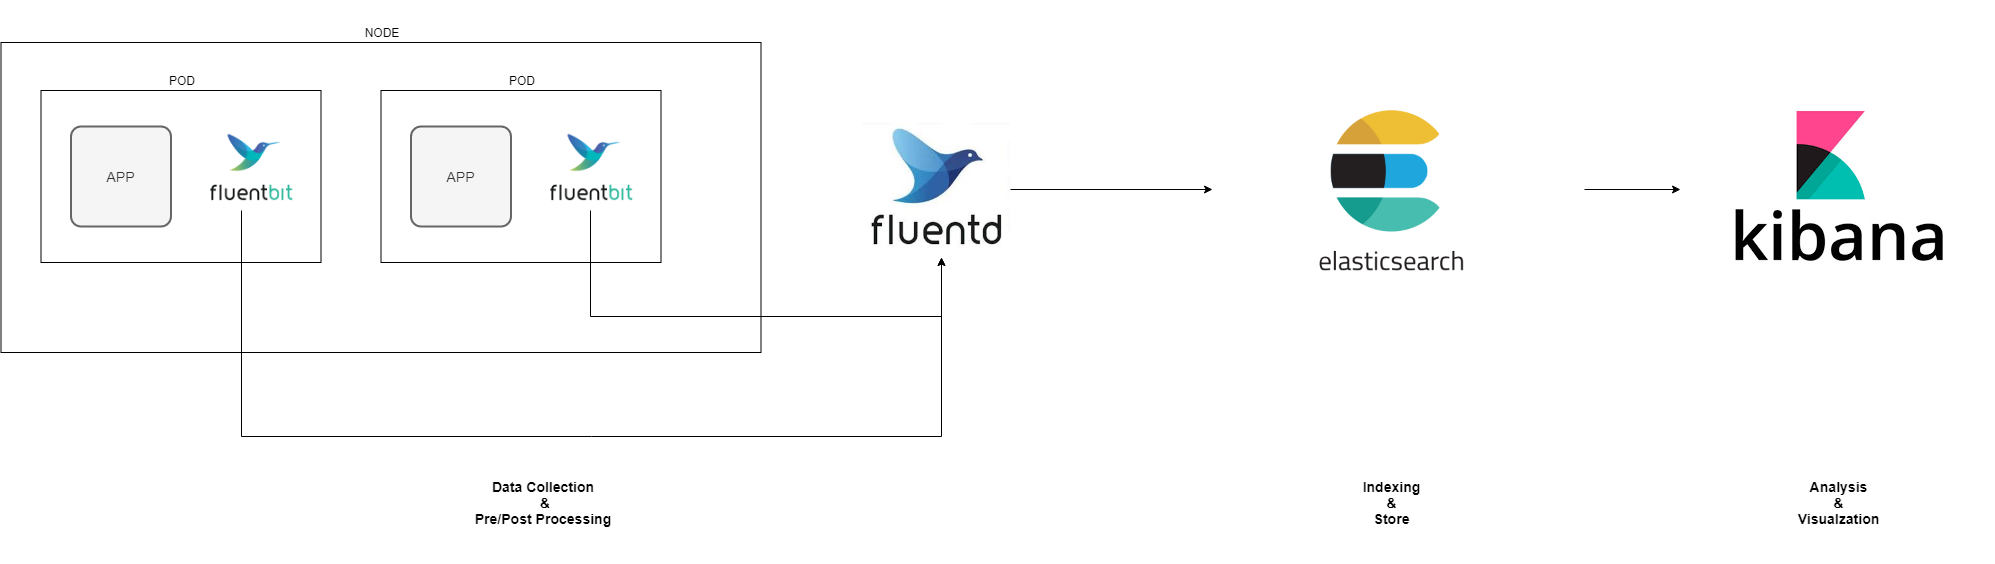 NODE
POD
POD
APP
fluentbit
APP
fluentbit
fluentd
elasticsearch
kibana
Data Collection
&
Pre/Post Processing
Indexing
&
Store
Analysis
&
Visualzation